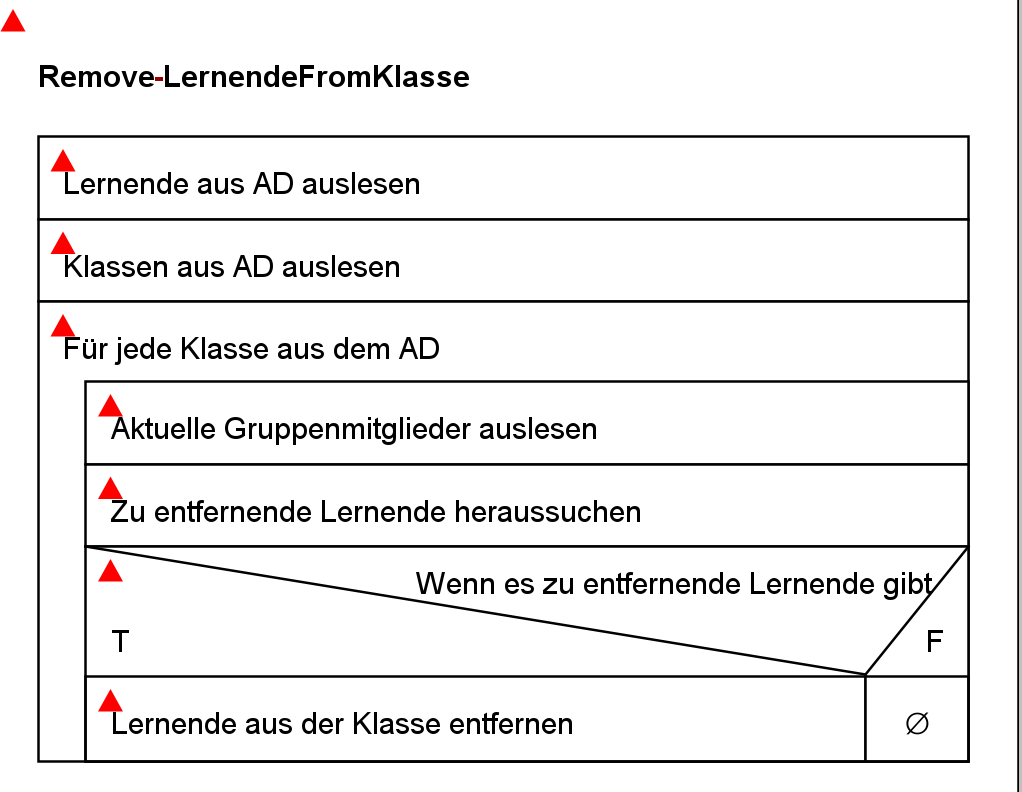 Remove-LernendeFromKlasse
Lernende aus AD auslesen
Klassen aus AD auslesen
Für jede Klasse aus dem AD
Aktuelle Gruppenmitglieder auslesen
Zu entfernende Lernende heraussuchen
Wenn es zu entfernende Lernende gibt
T F
Lernende aus der Klasse entfernen ∅